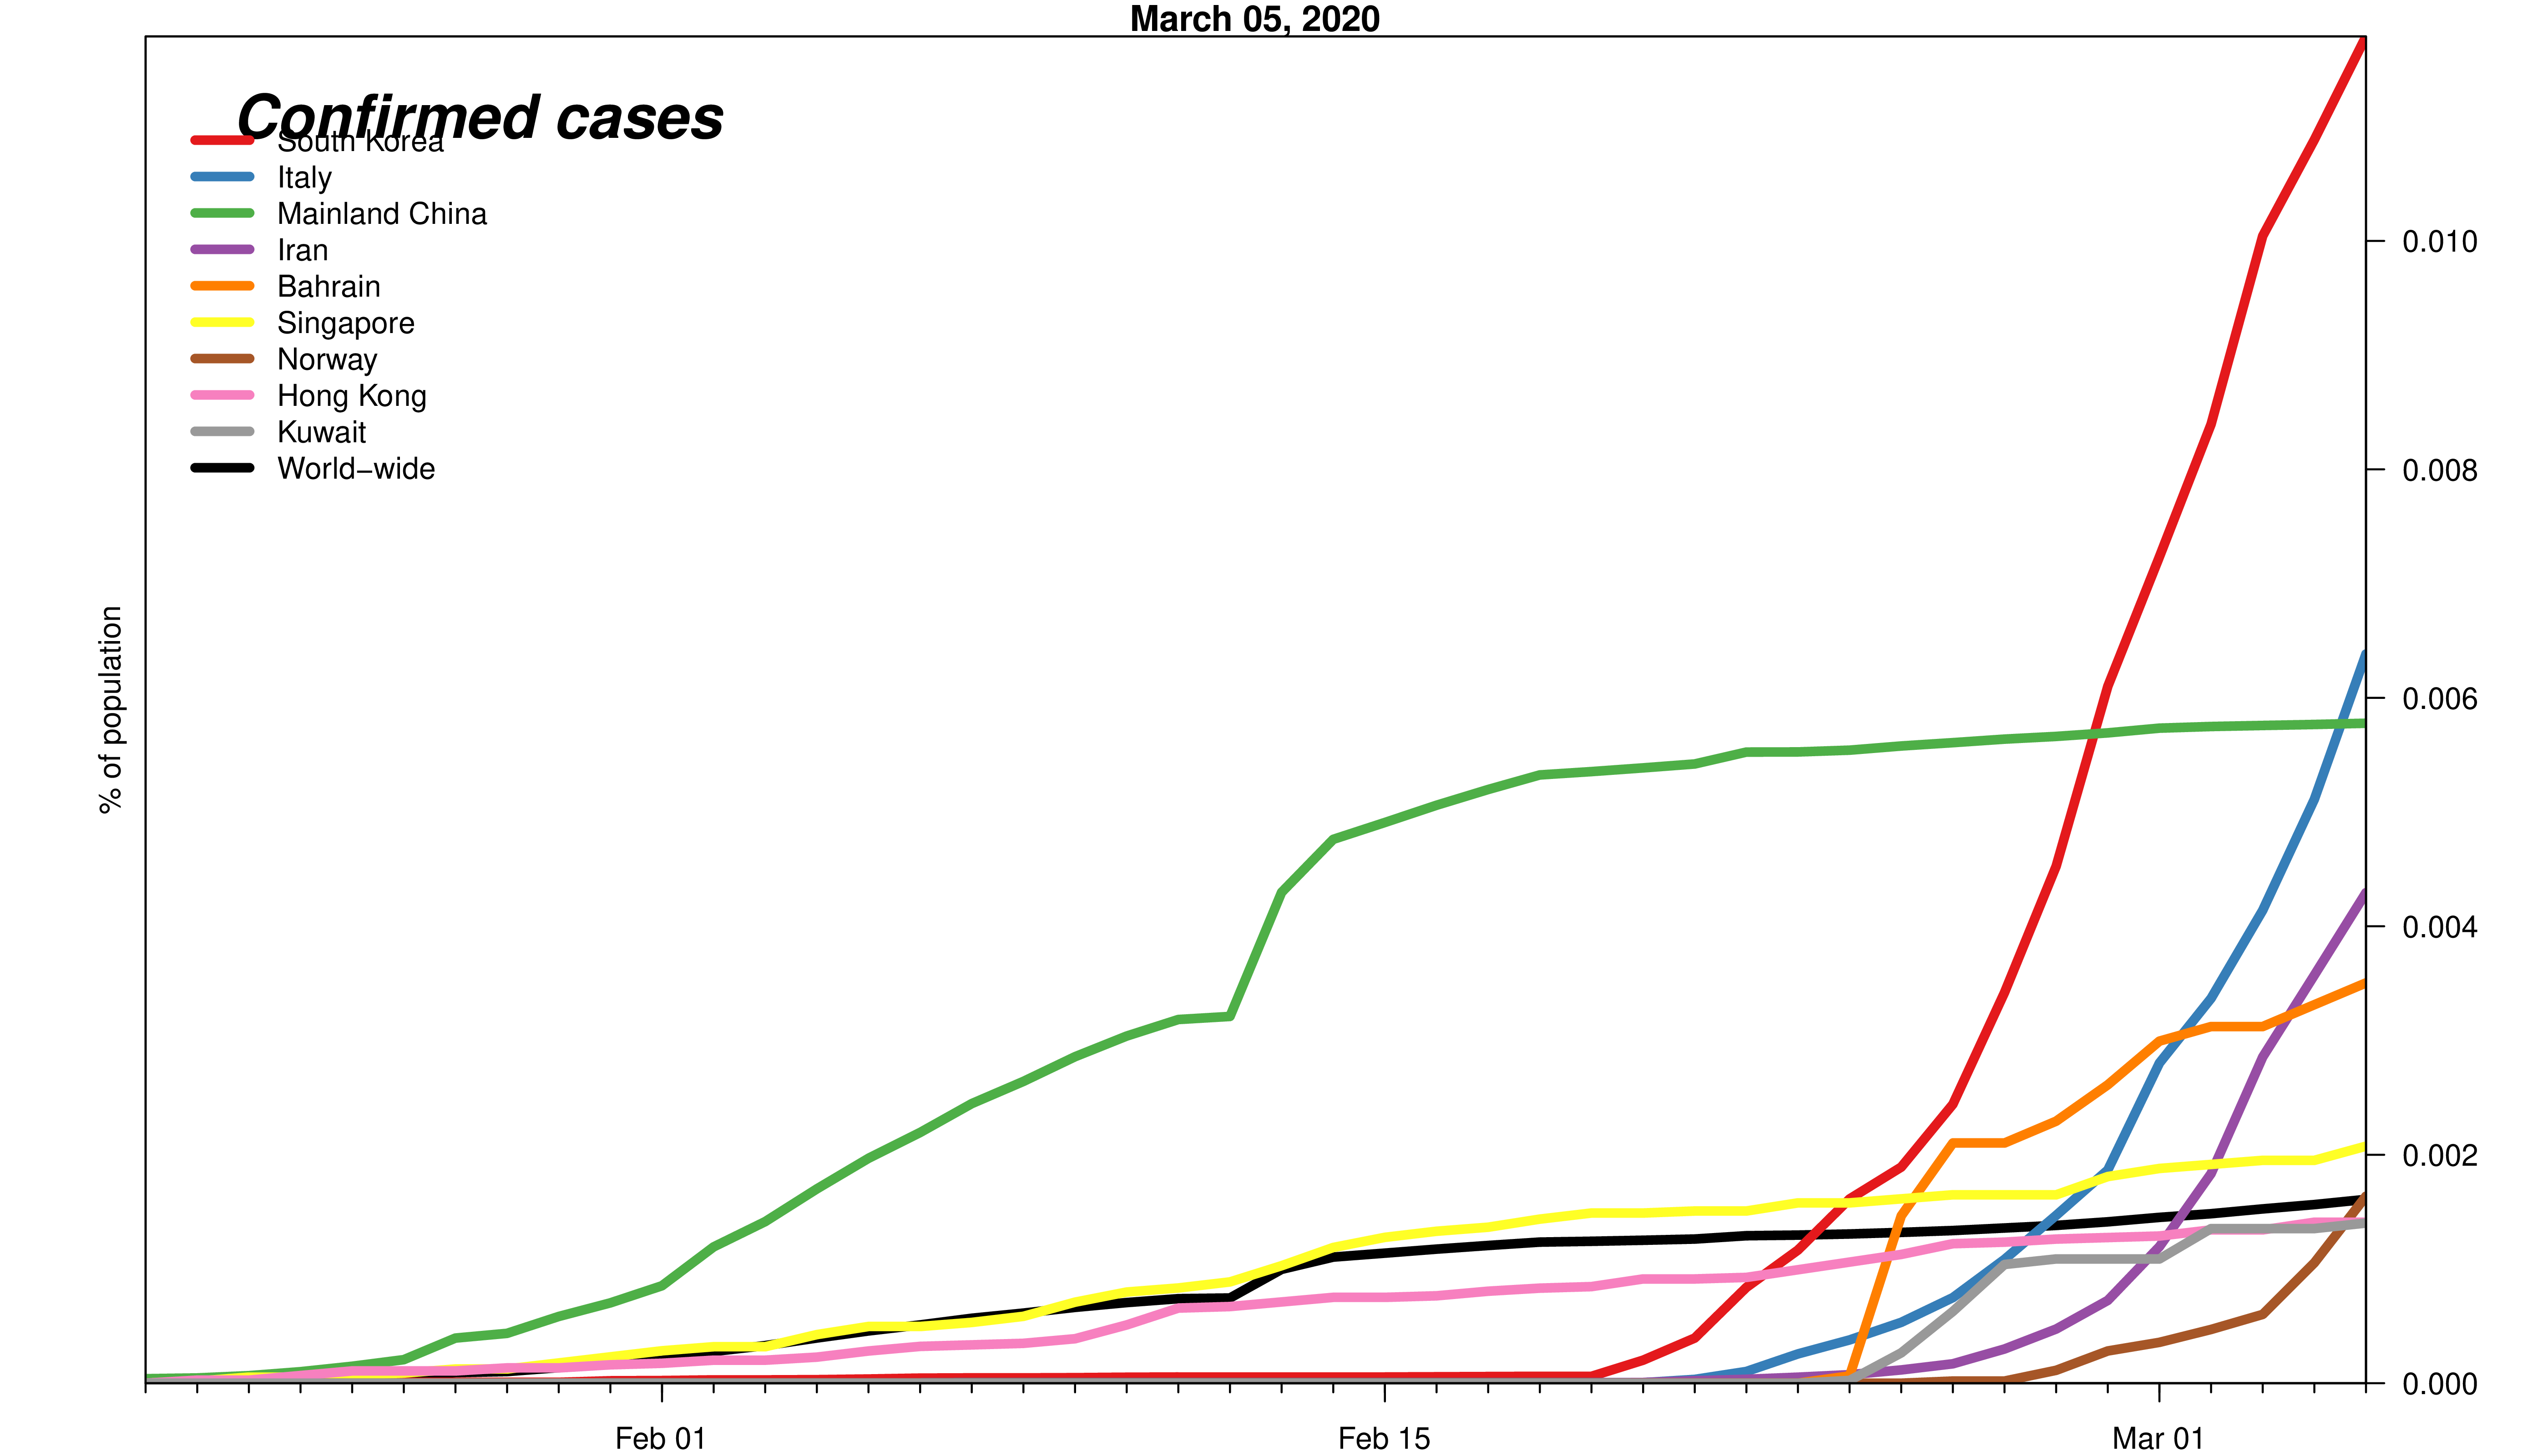 March 05, 2020
Confirmed cases
South Korea
Italy
Mainland China
Iran
Bahrain
Singapore
Norway
Hong Kong
Kuwait
World−wide
% of population
0.010
0.008
0.006
0.004
0.002
0.000
Feb 01
Feb 15
Mar 01